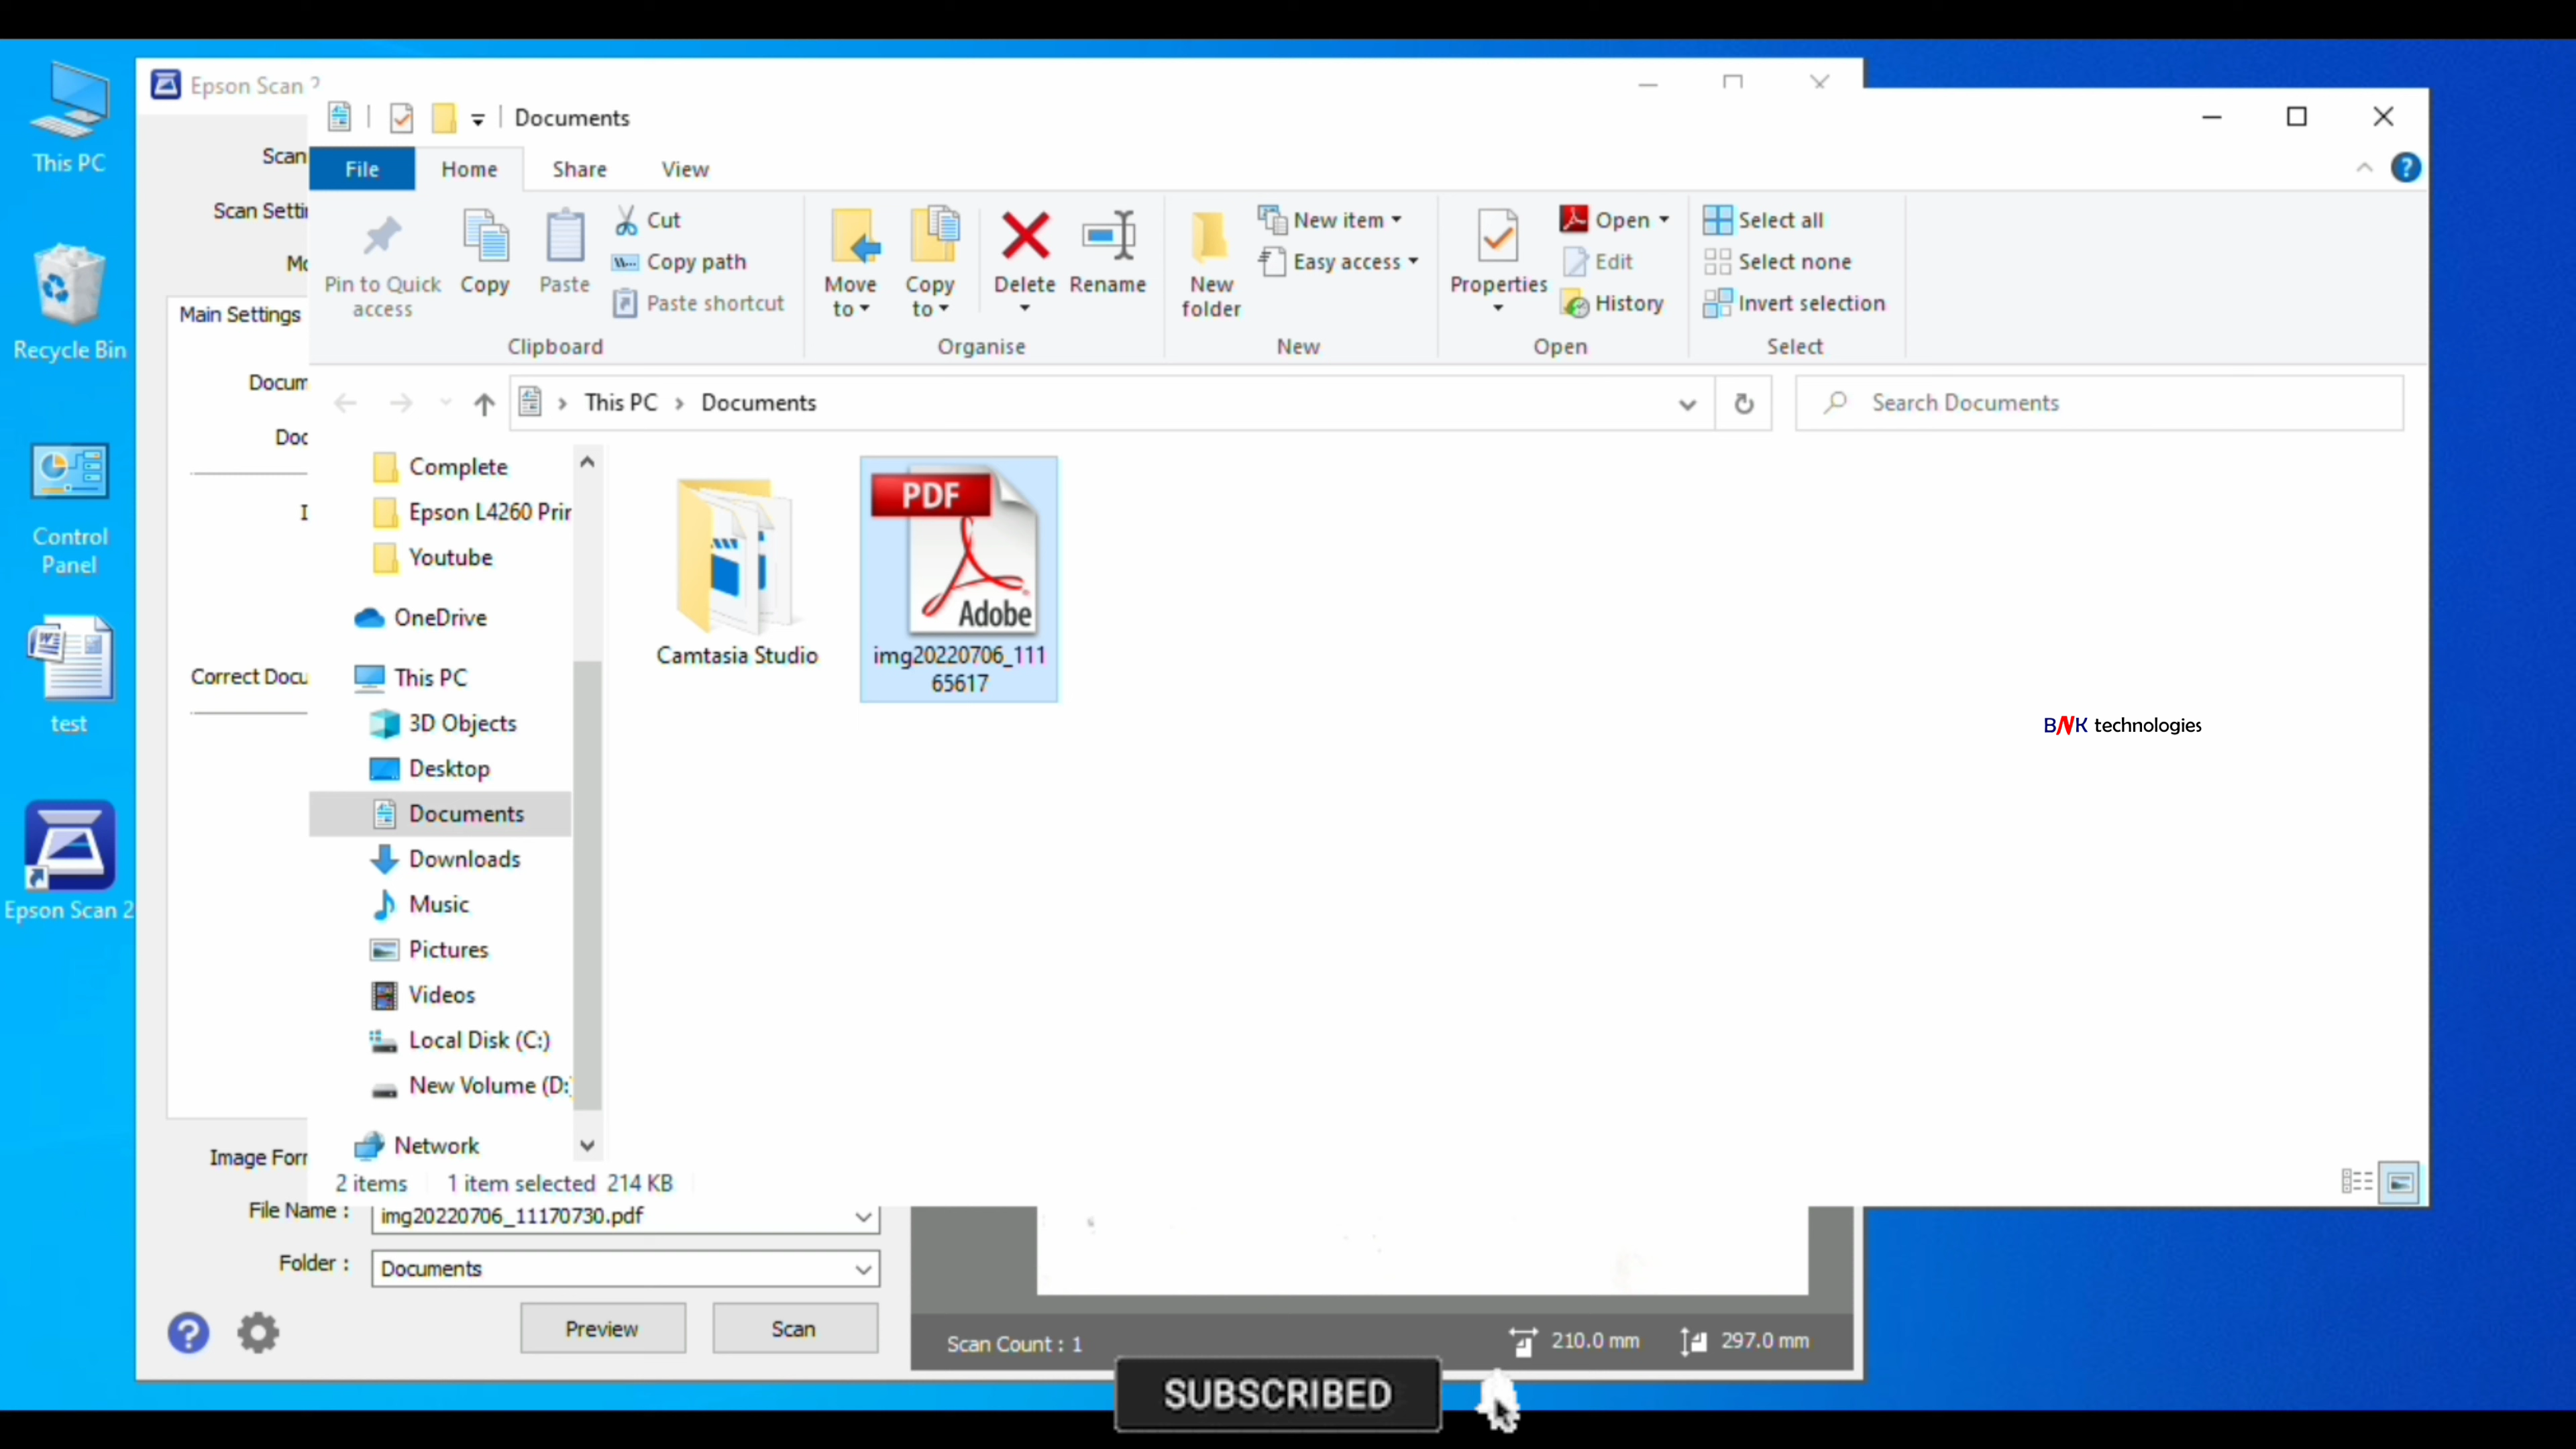 This PC
Recycle Bin
Control
Panel
test
Epson Scan 2
Epson Scan 2
Scan
Scan Setti
Mo
Main Settings
Docum
Doc
I
Correct Docu
Image For
File Name :
img20220706_11170730.pdf
Folder :
Documents
Preview
Scan
Scan Count : 1
210.0 mm
297.0 mm
Documents
File
Home
Share
View
Pin to Quick
access
Copy
Paste
Cut
Copy path
Paste shortcut
Clipboard
Move
to
Copy
to
Delete
Rename
Organise
New
folder
New item
Easy access
New
Properties
Open
Edit
History
Open
Select all
Select none
Invert selection
Select
This PC
Documents
Search Documents
Complete
Epson L4260 Prin
Youtube
OneDrive
This PC
3D Objects
Desktop
Documents
Downloads
Music
Pictures
Videos
Local Disk (C:)
New Volume (D:)
Network
Camtasia Studio
PDF
Adobe
img20220706_111
65617
BNK technologies
2 items
1 item selected 214 KB
SUBSCRIBED